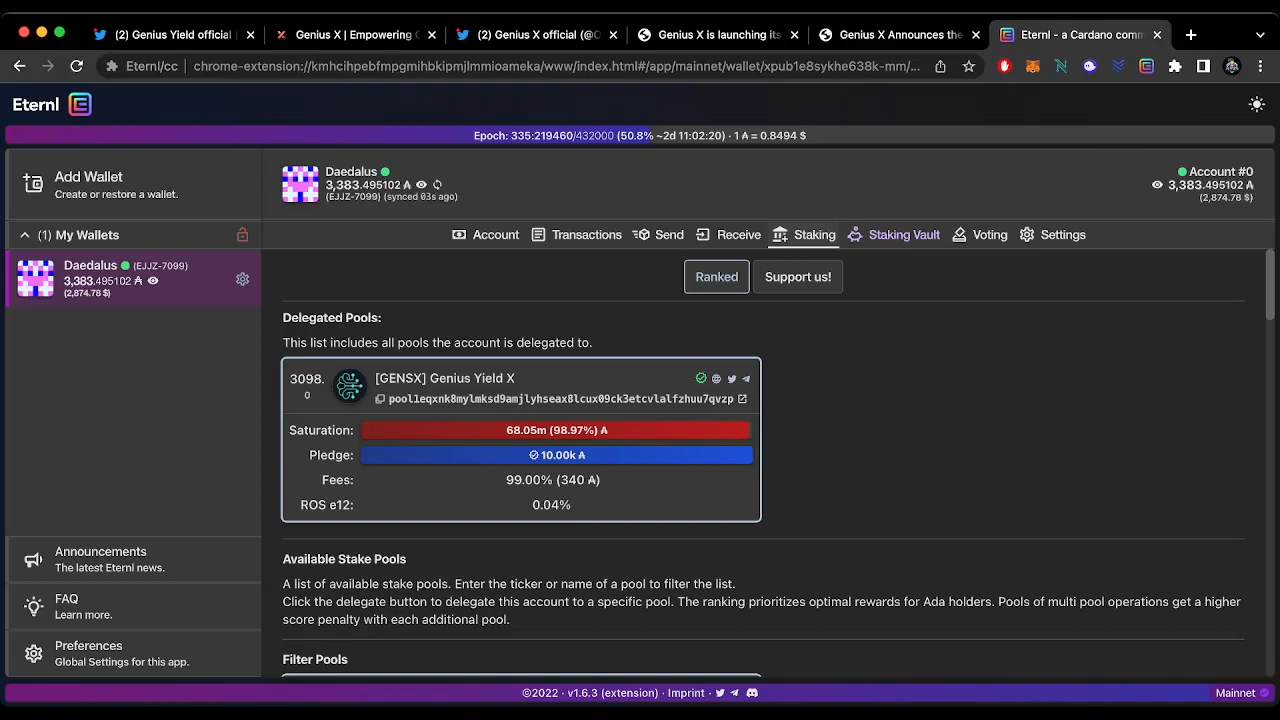 (2) Genius Yield official
Genius X | Empowering
(2) Genius X official (@O
Genius X is launching its
Genius X Announces the
Eternl - a Cardano comm
Eternl/cc
chrome-extension://kmhcihpebfmpgmihbkipmjlmmioameka/www/index.html#/app/mainnet/wallet/xpub1e8sykhe638k-mm/...
Eternl
Epoch: 335:219460/432000 (50.8% ~2d 11:02:20) · 1 ₳ = 0.8494 $
Add Wallet
Create or restore a wallet.
(1) My Wallets
Daedalus (EJJZ-7099)
3,383.495102 ₳
(2,874.78 $)
Announcements
The latest Eternl news.
FAQ
Learn more.
Preferences
Global Settings for this app.
Daedalus
3,383.495102 ₳
(EJJZ-7099) (synced 03s ago)
Account #0
3,383.495102 ₳
(2,874.78 $)
Account Transactions Send Receive Staking Staking Vault Voting Settings
Ranked Support us!
Delegated Pools:
This list includes all pools the account is delegated to.
3098.
0
[GENSX] Genius Yield X
pool1eqxnk8mylmksd9amjlyhseax8lcux09ck3etcvlalfzhuu7qvzp
Saturation: 68.05m (98.97%) ₳
Pledge: 10.00k ₳
Fees: 99.00% (340 ₳)
ROS e12: 0.04%
Available Stake Pools
A list of available stake pools. Enter the ticker or name of a pool to filter the list.
Click the delegate button to delegate this account to a specific pool. The ranking prioritizes optimal rewards for Ada holders. Pools of multi pool operations get a higher
score penalty with each additional pool.
Filter Pools
©2022 · v1.6.3 (extension) · Imprint ·
Mainnet